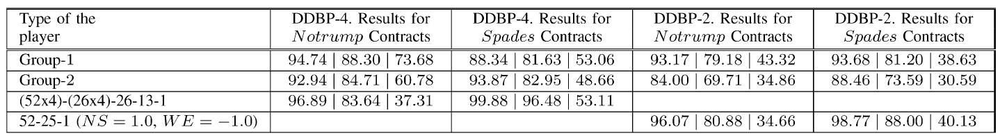 Type of the player | DDBP-4. Results for Notrump Contracts | DDBP-4. Results for Spades Contracts | DDBP-2. Results for Notrump Contracts | DDBP-2. Results for Spades Contracts
Group-1 94.74 | 88.30 | 73.68 88.34 | 81.63 | 53.06 93.17 | 79.18 | 43.32 93.68 | 81.20 | 38.63
Group-2 92.94 | 84.71 | 60.78 93.87 | 82.95 | 48.66 84.00 | 69.71 | 34.86 88.46 | 73.59 | 30.59
(52x4)-(26x4)-26-13-1 96.89 | 83.64 | 37.31 99.88 | 96.48 | 53.11
52-25-1 (NS = 1.0, WE = −1.0) 96.07 | 80.88 | 34.66 98.77 | 88.00 | 40.13